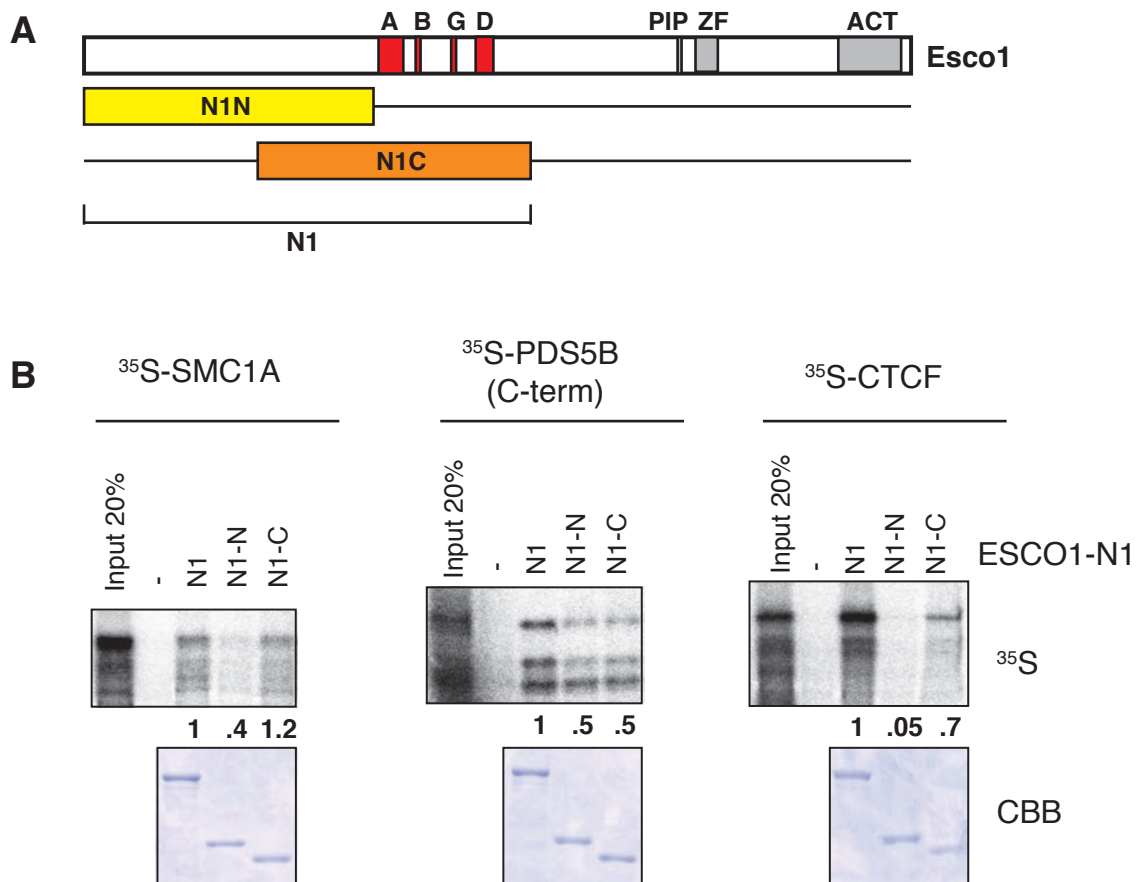 A
A B G D PIP ZF ACT
Esco1
N1N
N1C
N1
B
³⁵S-SMC1A
³⁵S-PDS5B
(C-term)
³⁵S-CTCF
Input 20% - N1 N1-N N1-C
Input 20% - N1 N1-N N1-C
Input 20% - N1 N1-N N1-C
ESCO1-N1
³⁵S
1 .4 1.2
1 .5 .5
1 .05 .7
CBB